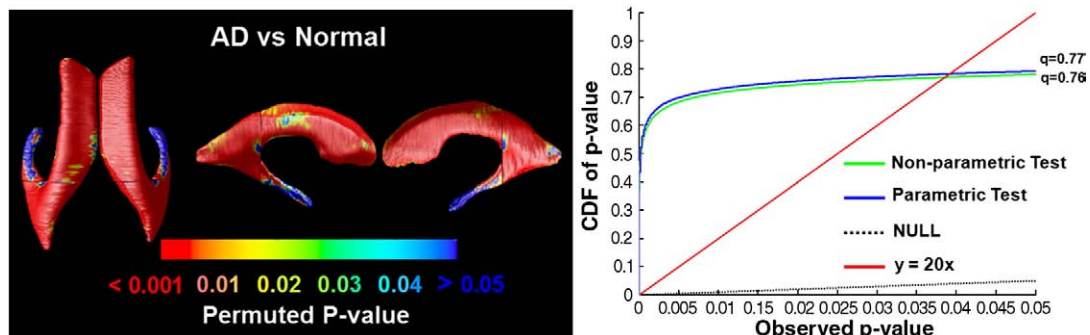 AD vs Normal
< 0.001 0.01 0.02 0.03 0.04 > 0.05
Permuted P-value
CDF of p-value
1
0.9
0.8
0.7
0.6
0.5
0.4
0.3
0.2
0.1
0
q=0.77
q=0.76
Non-parametric Test
Parametric Test
NULL
y = 20x
0 0.005 0.01 0.015 0.02 0.025 0.03 0.035 0.04 0.045 0.05
Observed p-value